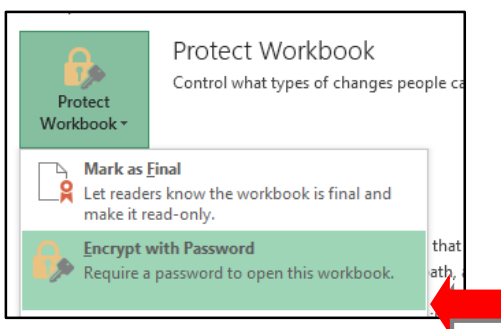 Protect Workbook
Control what types of changes people ca
Protect
Workbook
Mark as Final
Let readers know the workbook is final and
make it read-only.
Encrypt with Password
Require a password to open this workbook.
that
ath,